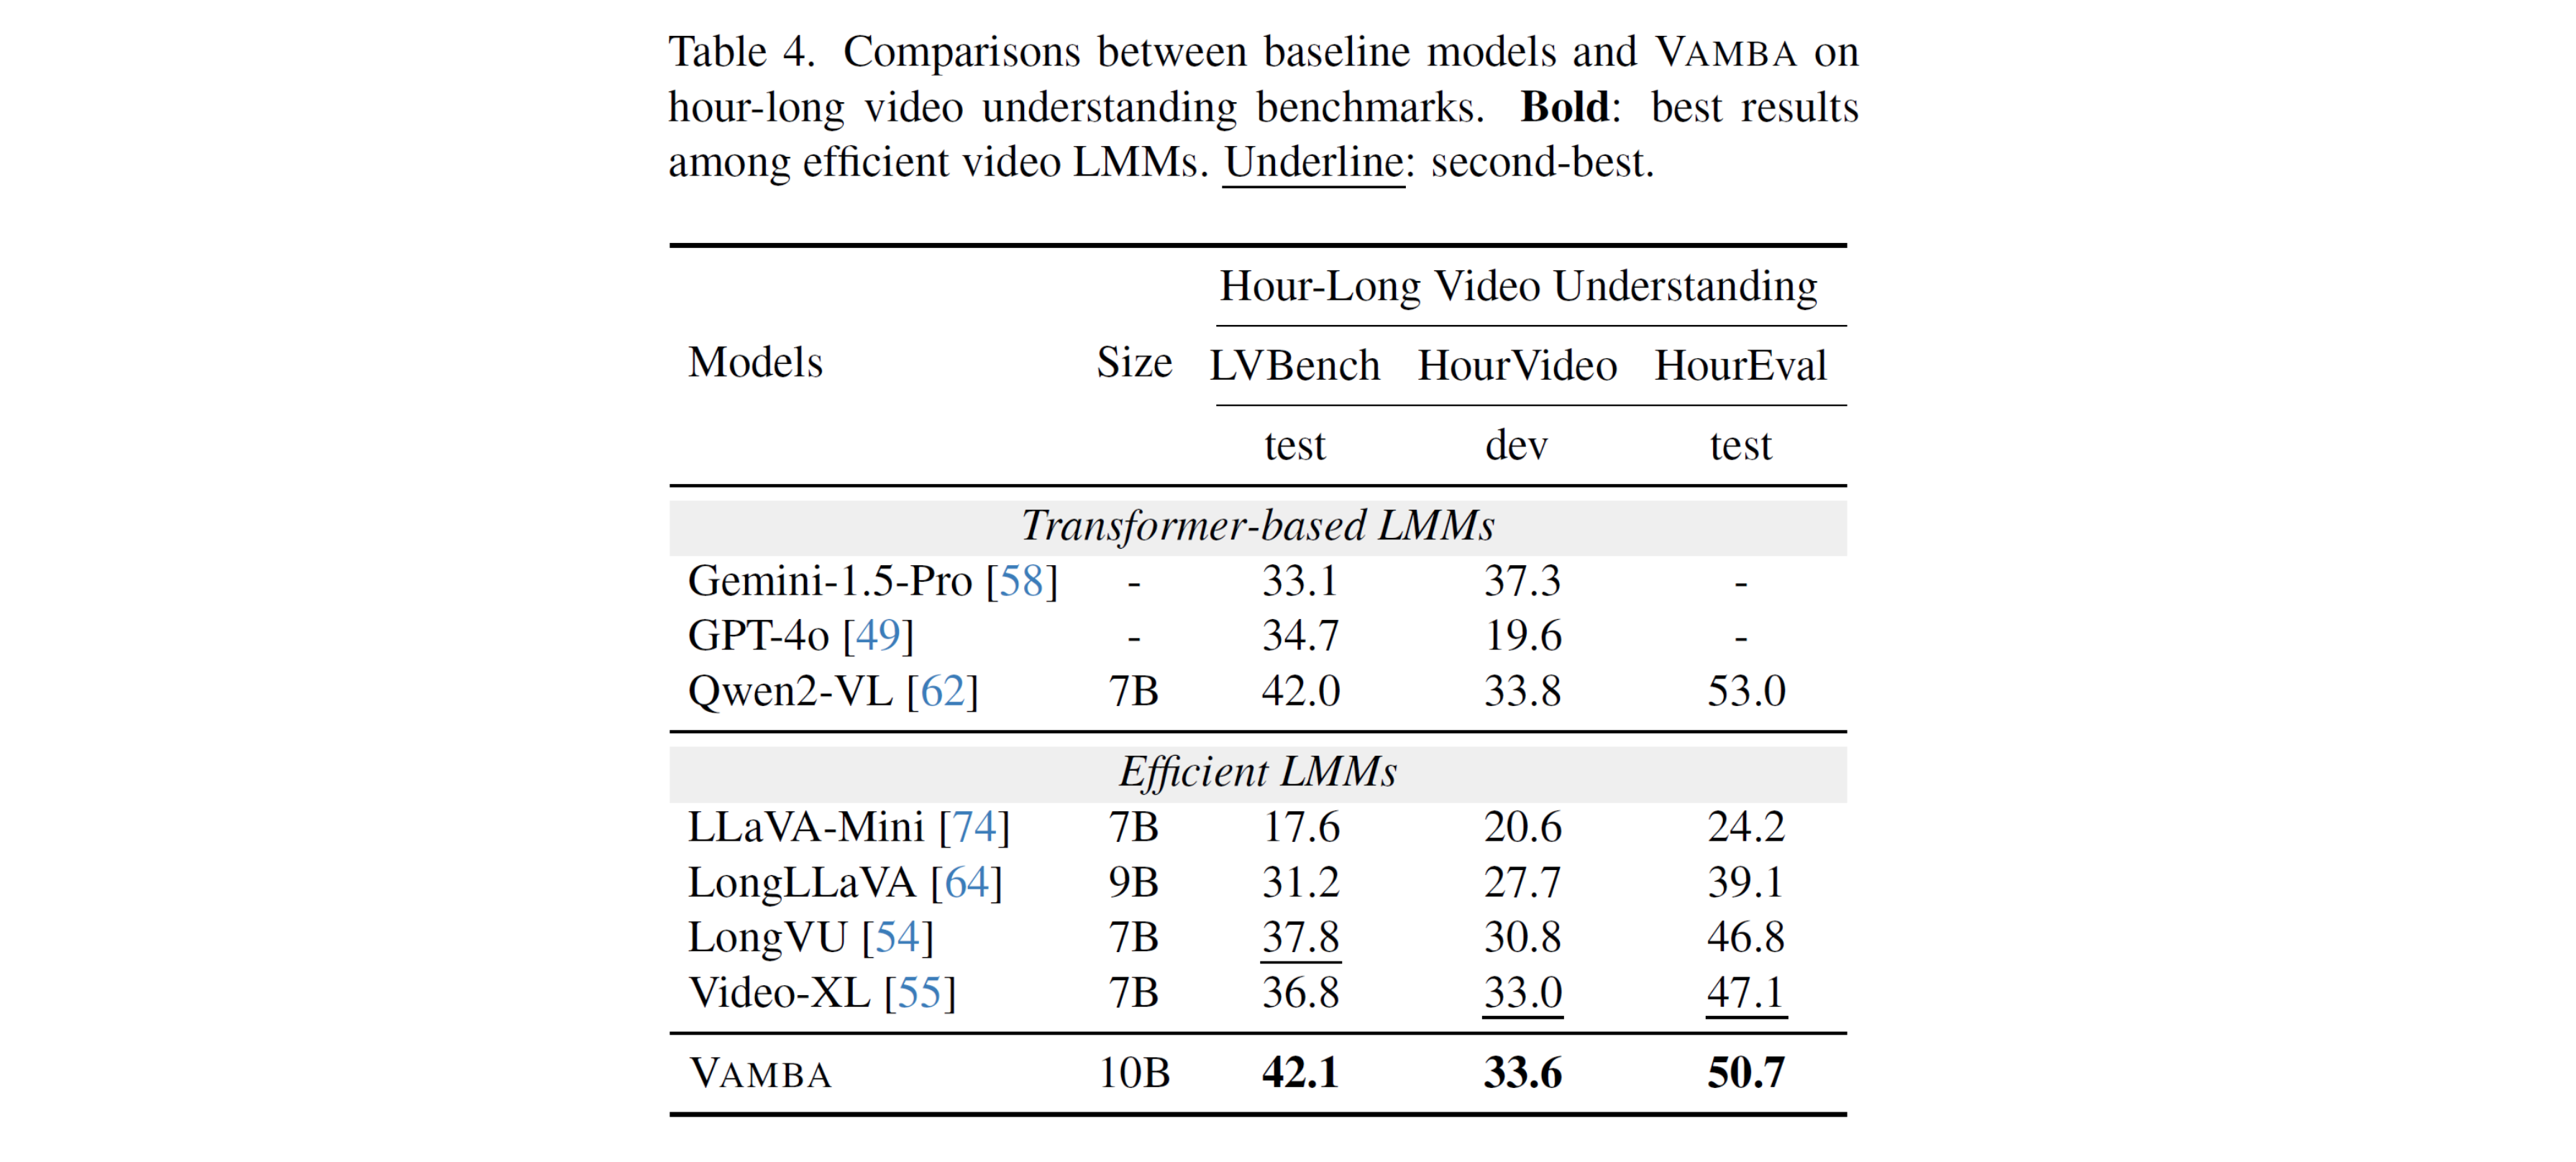 Table 4. Comparisons between baseline models and VAMBA on
hour-long video understanding benchmarks. Bold: best results
among efficient video LMMs. Underline: second-best.
Hour-Long Video Understanding
Models Size LVBench HourVideo HourEval
test dev test
Transformer-based LMMs
Gemini-1.5-Pro [58] - 33.1 37.3 -
GPT-4o [49] - 34.7 19.6 -
Qwen2-VL [62] 7B 42.0 33.8 53.0
Efficient LMMs
LLaVA-Mini [74] 7B 17.6 20.6 24.2
LongLLaVA [64] 9B 31.2 27.7 39.1
LongVU [54] 7B 37.8 30.8 46.8
Video-XL [55] 7B 36.8 33.0 47.1
VAMBA 10B 42.1 33.6 50.7